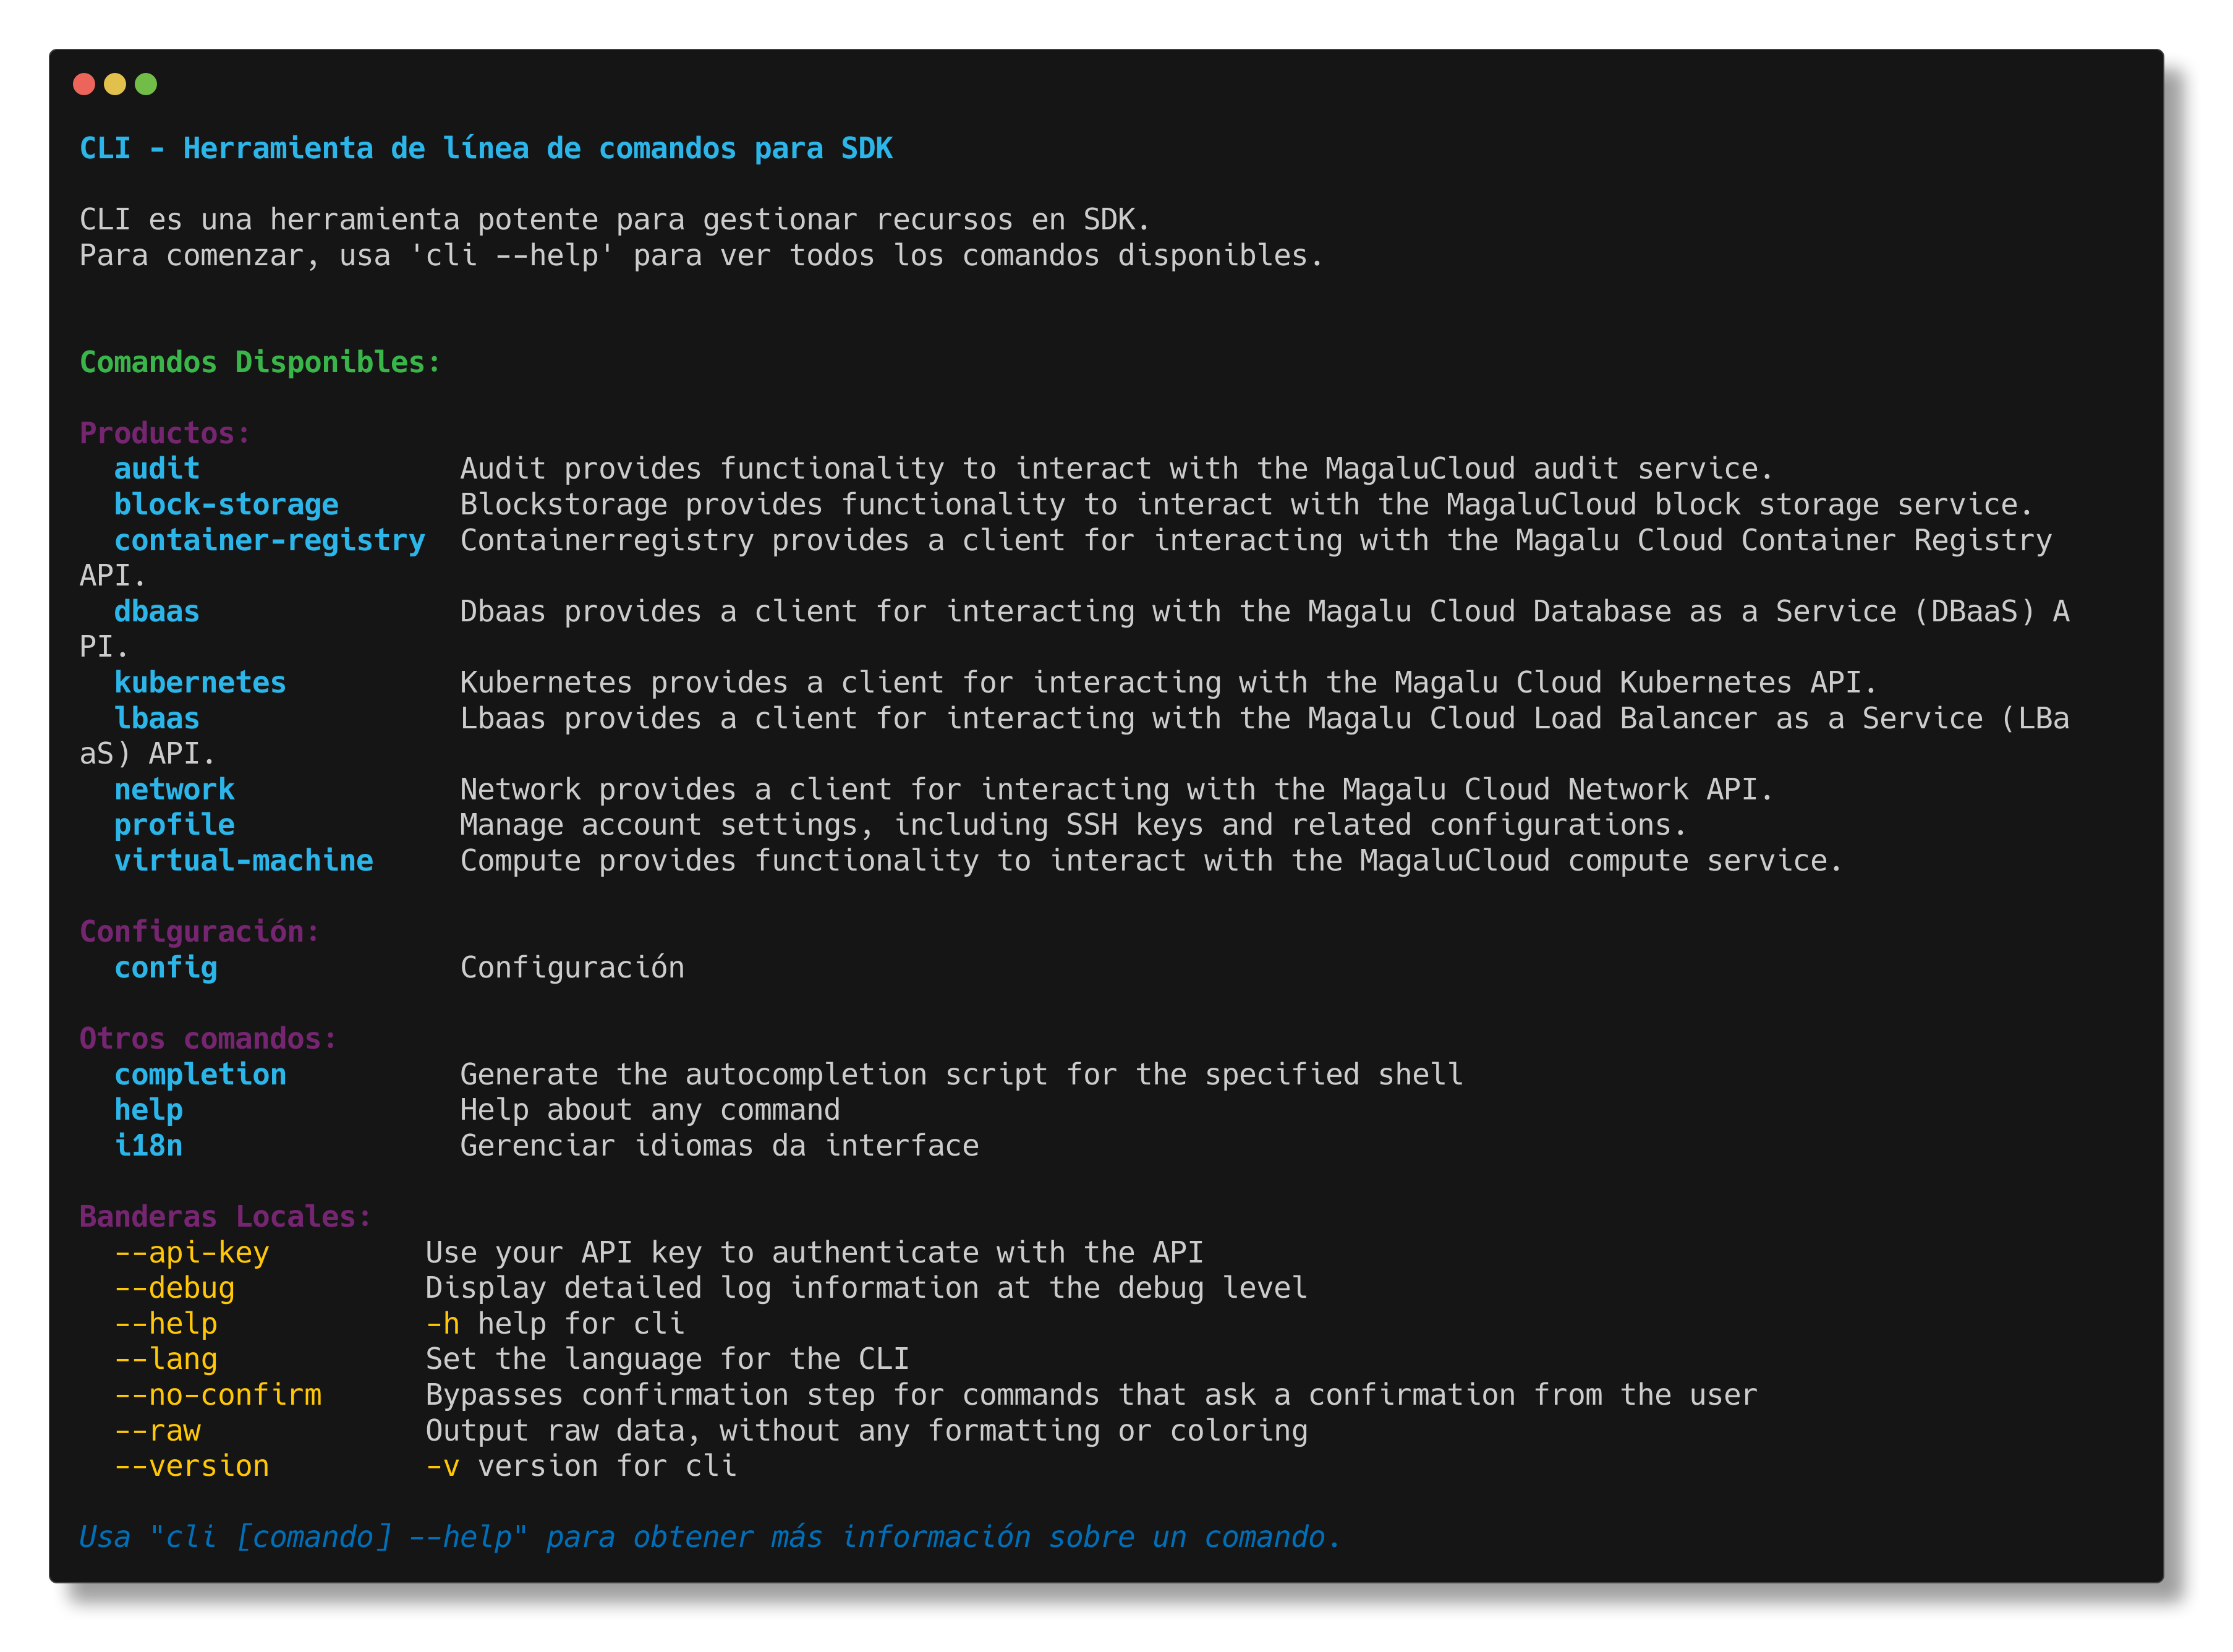 CLI - Herramienta de línea de comandos para SDK
CLI es una herramienta potente para gestionar recursos en SDK.
Para comenzar, usa 'cli --help' para ver todos los comandos disponibles.
Comandos Disponibles:
Productos:
audit Audit provides functionality to interact with the MagaluCloud audit service.
block-storage Blockstorage provides functionality to interact with the MagaluCloud block storage service.
container-registry Containerregistry provides a client for interacting with the Magalu Cloud Container Registry
API.
dbaas Dbaas provides a client for interacting with the Magalu Cloud Database as a Service (DBaaS) A
PI.
kubernetes Kubernetes provides a client for interacting with the Magalu Cloud Kubernetes API.
lbaas Lbaas provides a client for interacting with the Magalu Cloud Load Balancer as a Service (LBa
aS) API.
network Network provides a client for interacting with the Magalu Cloud Network API.
profile Manage account settings, including SSH keys and related configurations.
virtual-machine Compute provides functionality to interact with the MagaluCloud compute service.
Configuración:
config Configuración
Otros comandos:
completion Generate the autocompletion script for the specified shell
help Help about any command
i18n Gerenciar idiomas da interface
Banderas Locales:
--api-key Use your API key to authenticate with the API
--debug Display detailed log information at the debug level
--help -h help for cli
--lang Set the language for the CLI
--no-confirm Bypasses confirmation step for commands that ask a confirmation from the user
--raw Output raw data, without any formatting or coloring
--version -v version for cli
Usa "cli [comando] --help" para obtener más información sobre un comando.